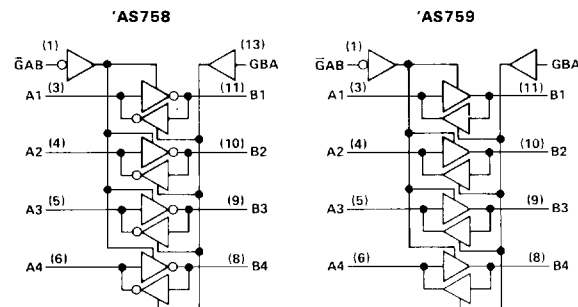 'AS758
(1)
G̅AB
(13)
GBA
A1 (3) (11) B1
A2 (4) (10) B2
A3 (5) (9) B3
A4 (6) (8) B4
'AS759
(1)
G̅AB
GBA
A1 (3) (11) B1
A2 (4) (10) B2
A3 (5) (9) B3
A4 (6) (8) B4